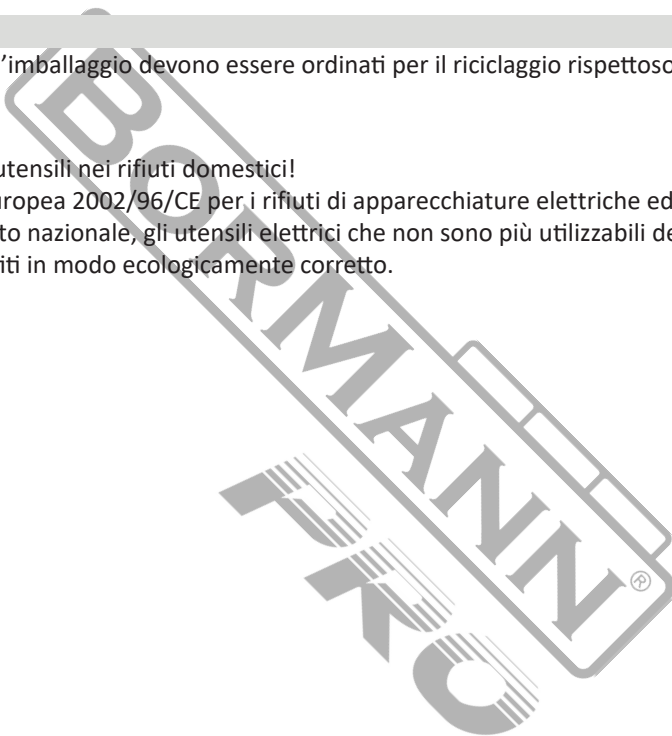 l’imballaggio devono essere ordinati per il riciclaggio rispettoso
utensili nei rifiuti domestici!
uropea 2002/96/CE per i rifiuti di apparecchiature elettriche ed
to nazionale, gli utensili elettrici che non sono più utilizzabili de
iti in modo ecologicamente corretto.
BORMANN®
PRO